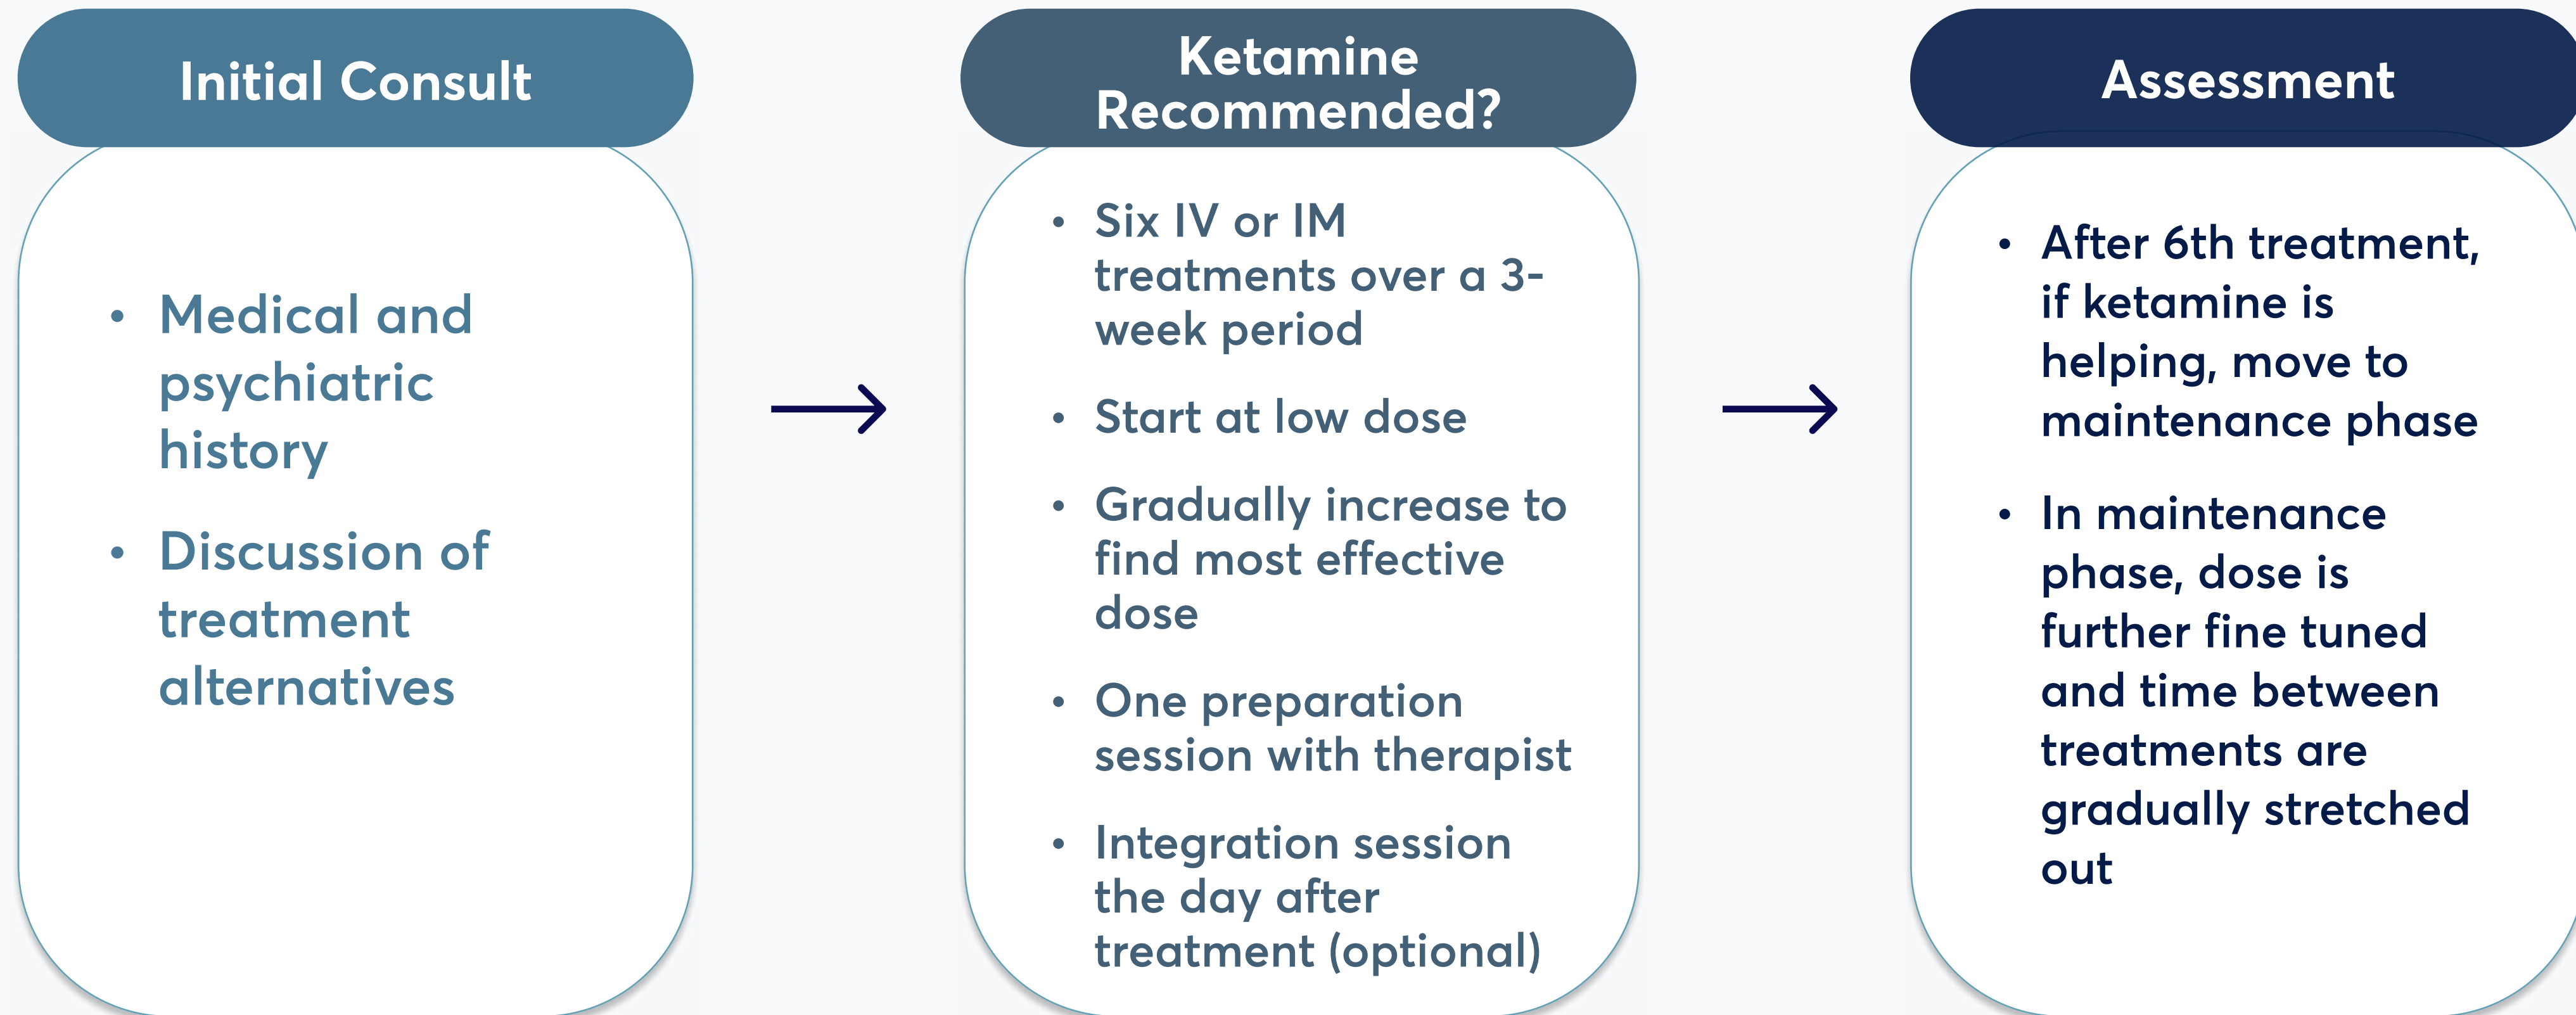 Initial Consult
• Medical and
psychiatric
history
• Discussion of
treatment
alternatives
Ketamine
Recommended?
• Six IV or IM
treatments over a 3-
week period
• Start at low dose
• Gradually increase to
find most effective
dose
• One preparation
session with therapist
• Integration session
the day after
treatment (optional)
Assessment
• After 6th treatment,
if ketamine is
helping, move to
maintenance phase
• In maintenance
phase, dose is
further fine tuned
and time between
treatments are
gradually stretched
out